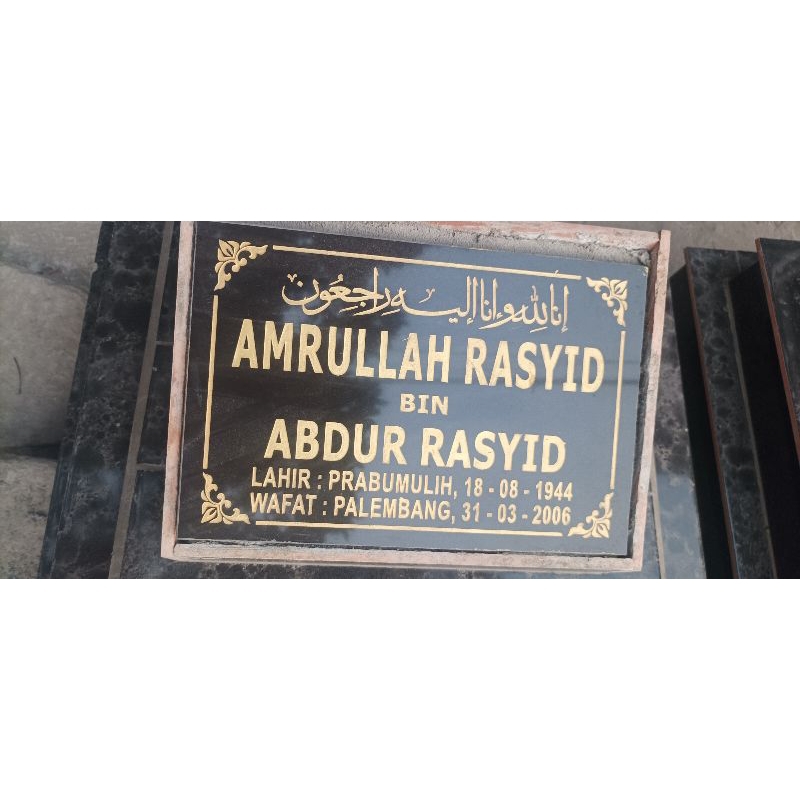 إنا لله وإنا إليه راجعون
AMRULLAH RASYID
BIN
ABDUR RASYID
LAHIR : PRABUMULIH, 18 - 08 - 1944
WAFAT : PALEMBANG, 31 - 03 - 2006